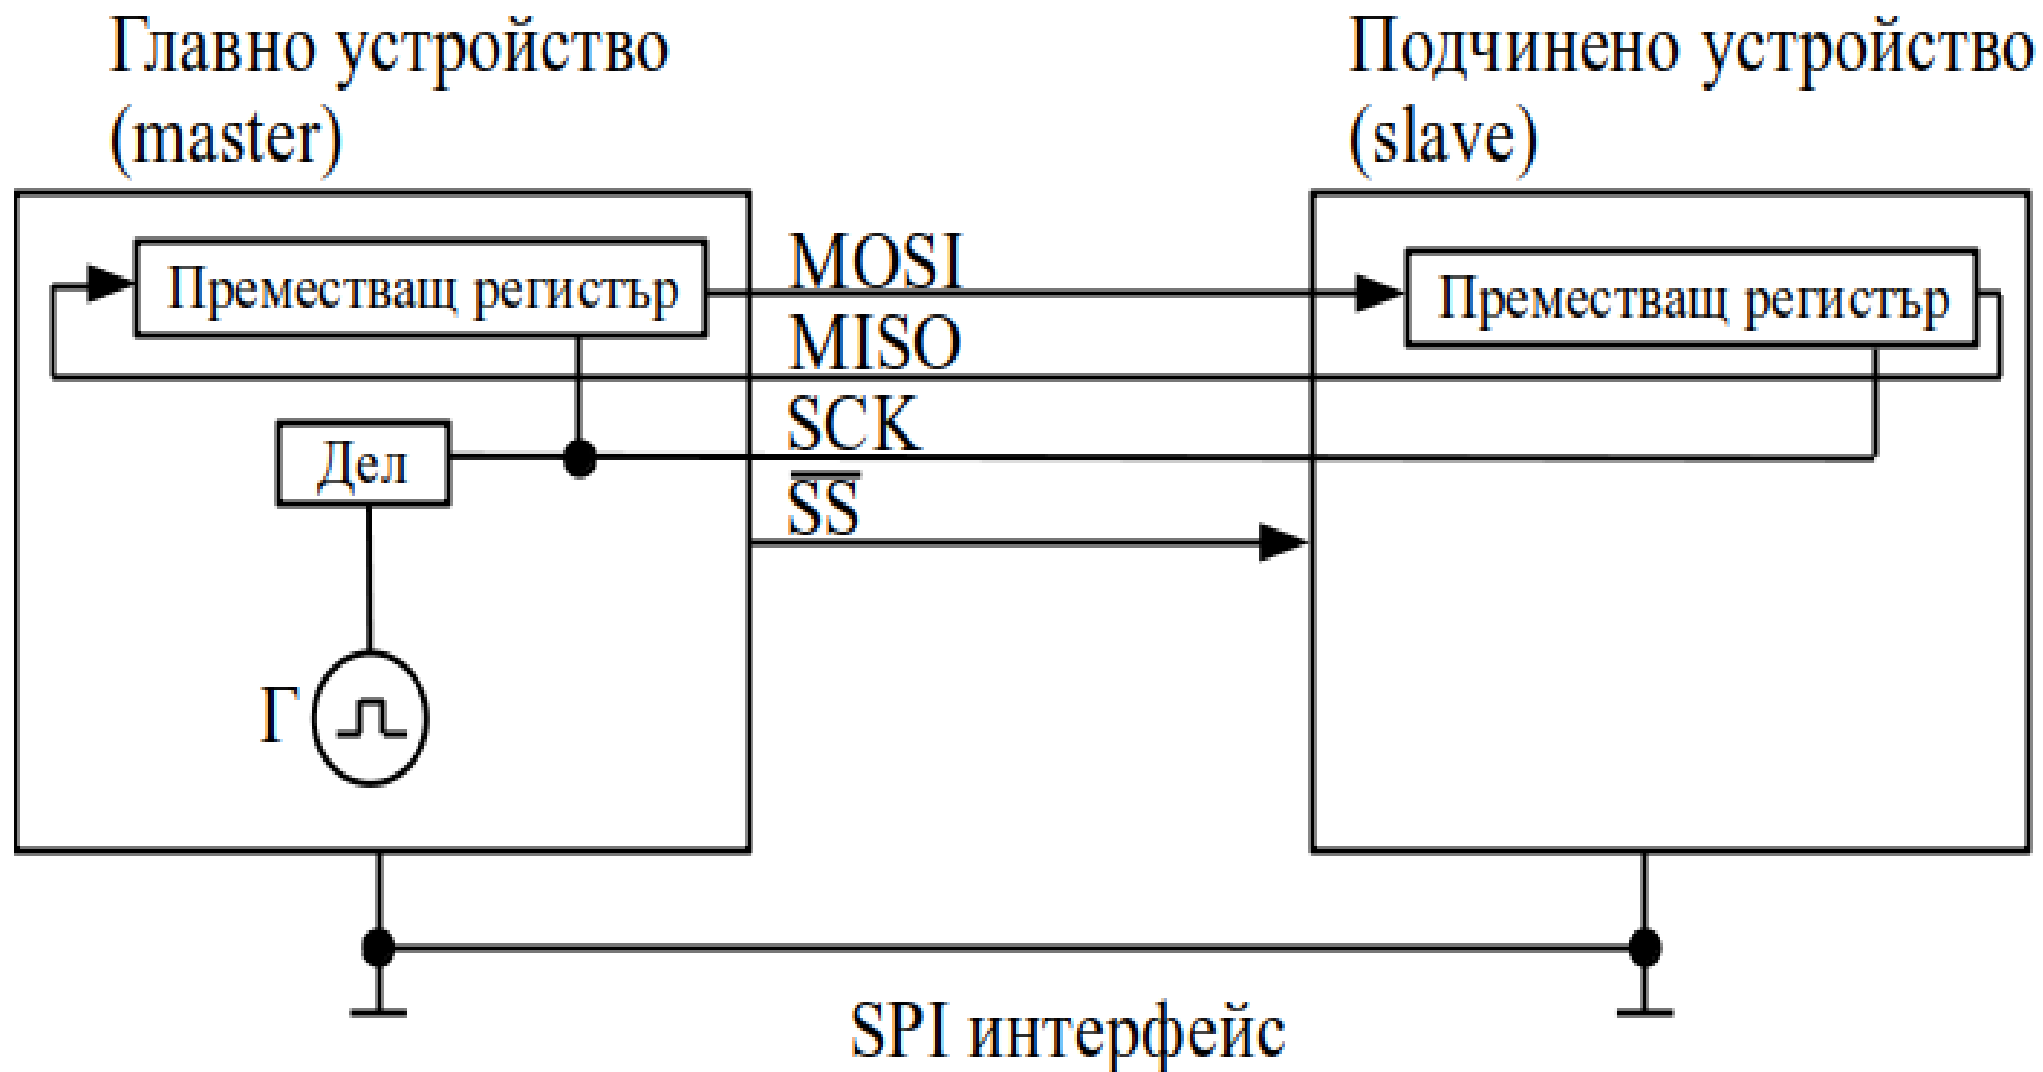 Главно устройство
(master)
Подчинено устройство
(slave)
Преместващ регистър
MOSI
Преместващ регистър
MISO
SCK
Дел
SS
Г
SPI интерфейс